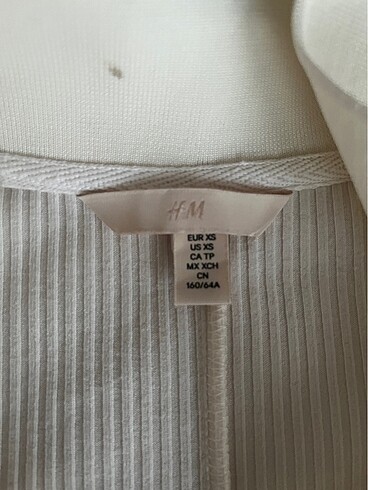 H&M
EUR XS
US XS
CA TP
MX XCH
CN
160/64A